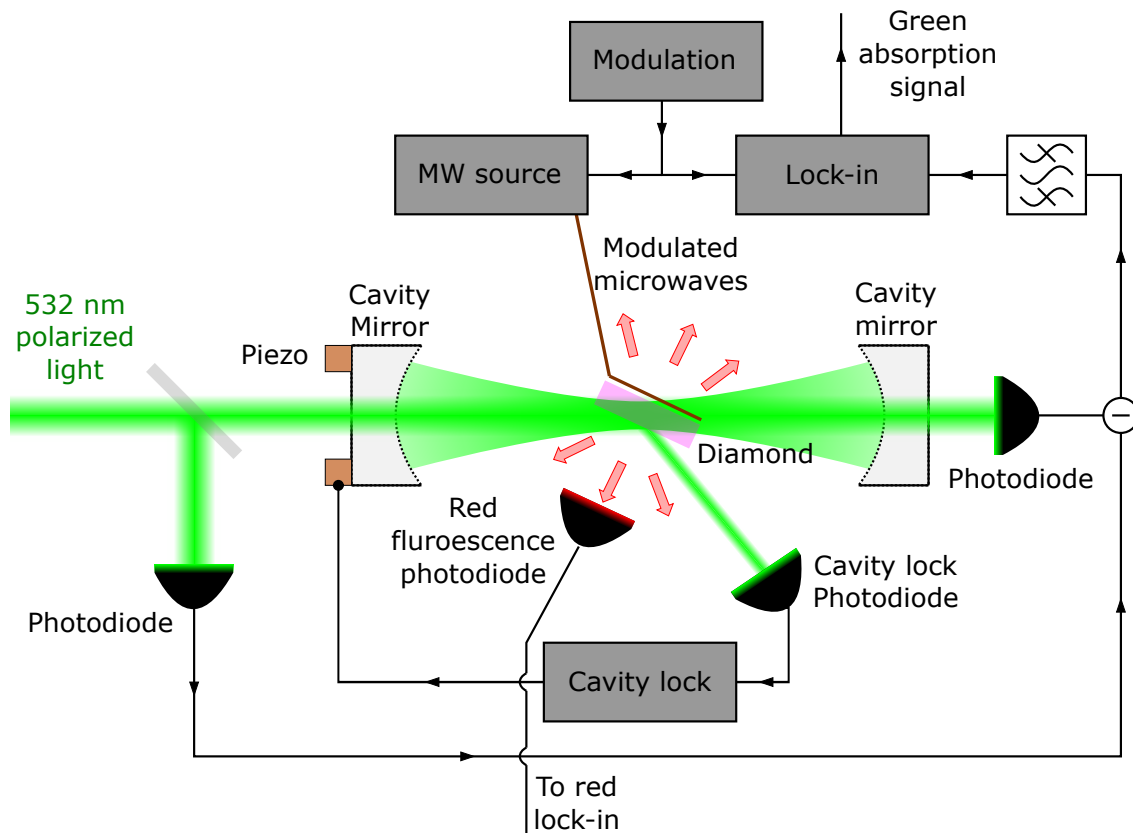 Green
absorption
signal
Modulation
MW source
Lock-in
Modulated
microwaves
532 nm
polarized
light
Cavity
Mirror
Cavity
mirror
Piezo
Diamond
Photodiode
Red
fluroescence
photodiode
Cavity lock
Photodiode
Photodiode
Cavity lock
To red
lock-in